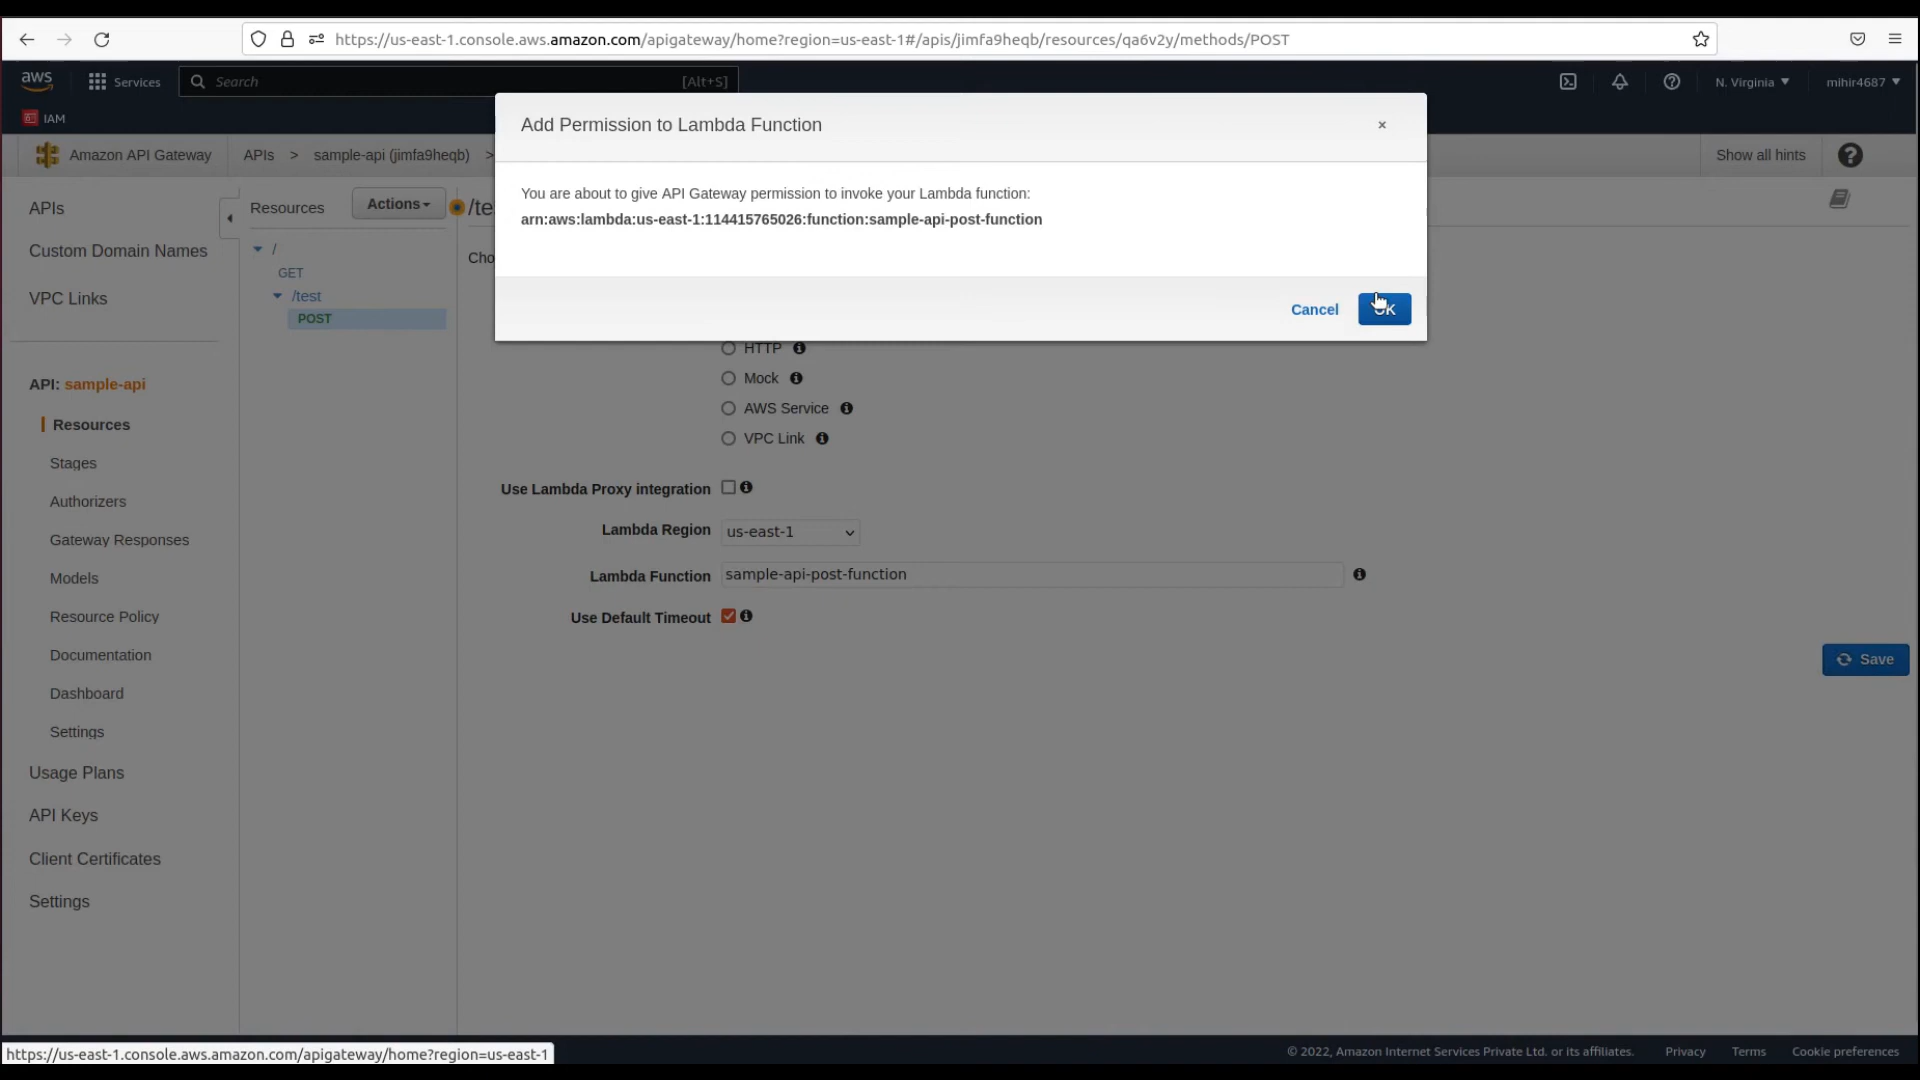 https://us-east-1.console.aws.amazon.com/apigateway/home?region=us-east-1#/apis/jimfa9heqb/resources/qa6v2y/methods/POST
aws
Services
Search
[Alt+S]
N. Virginia
mihir4687
IAM
Add Permission to Lambda Function
×
You are about to give API Gateway permission to invoke your Lambda function:
arn:aws:lambda:us-east-1:114415765026:function:sample-api-post-function
Cancel
OK
Amazon API Gateway
APIs > sample-api (jimfa9heqb) >
Show all hints
APIs
Custom Domain Names
VPC Links
API: sample-api
Resources
Stages
Authorizers
Gateway Responses
Models
Resource Policy
Documentation
Dashboard
Settings
Usage Plans
API Keys
Client Certificates
Settings
Resources
Actions
/
GET
/test
POST
HTTP
Mock
AWS Service
VPC Link
Use Lambda Proxy integration
Lambda Region us-east-1
Lambda Function sample-api-post-function
Use Default Timeout
Save
https://us-east-1.console.aws.amazon.com/apigateway/home?region=us-east-1
© 2022, Amazon Internet Services Private Ltd. or its affiliates.
Privacy
Terms
Cookie preferences